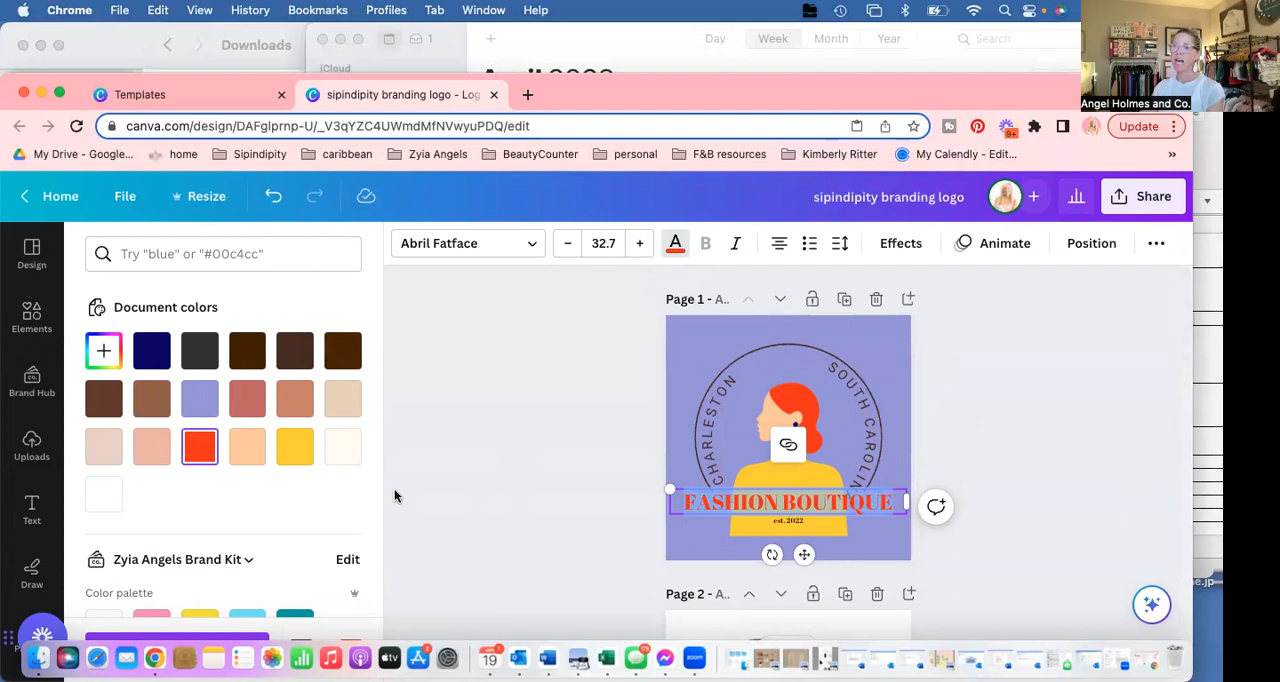 Chrome File Edit View History Bookmarks Profiles Tab Window Help
Downloads
1
iCloud
Day Week Month Year Search
Angel Holmes and Co.
Templates
sipindipity branding logo - Log
canva.com/design/DAFglprnp-U/_V3qYZC4UWmdMfNVwyuPDQ/edit
9+
Update
My Drive - Google... home Sipindipity caribbean Zyia Angels BeautyCounter personal F&B resources Kimberly Ritter My Calendly - Edit... »
Home File Resize sipindipity branding logo Share
Try "blue" or "#00c4cc"
Abril Fatface 32.7 A B I Effects Animate Position
Design
Elements
Brand Hub
Uploads
Text
Draw
Document colors
Zyia Angels Brand Kit Edit
Color palette
Page 1 - A..
CHARLESTON SOUTH CAROLIN
FASHION BOUTIQUE
est. 2022
Page 2 - A..
19